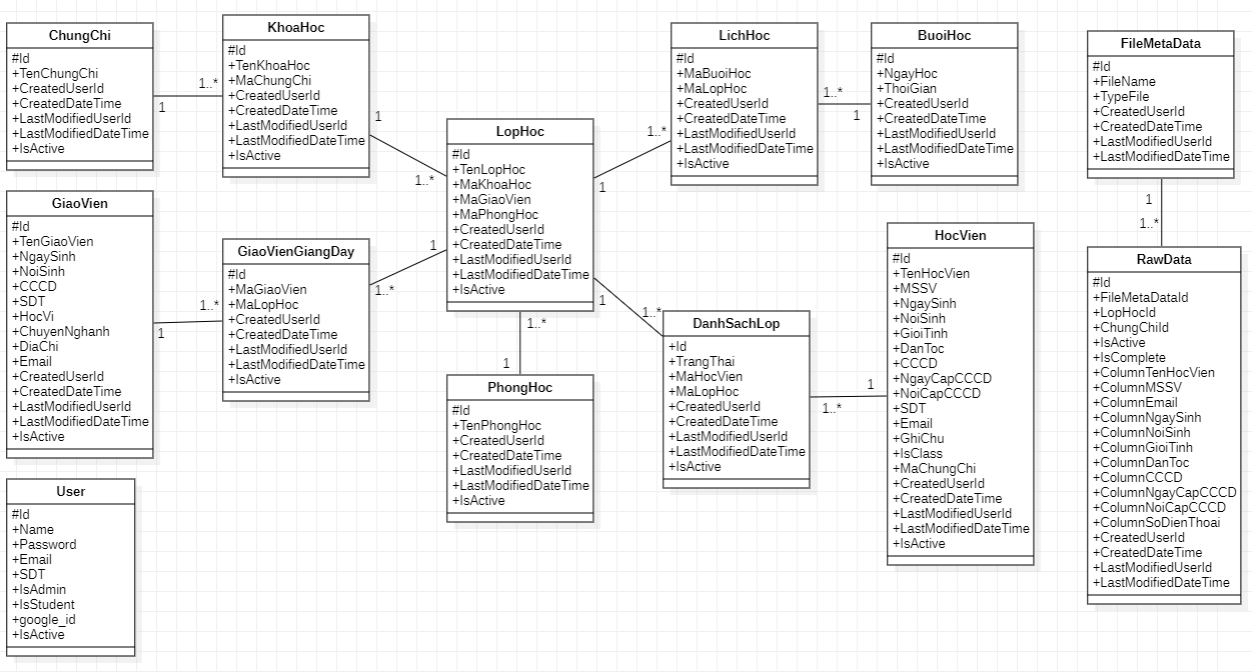 ChungChi
#Id
+TenChungChi
+CreatedUserId
+CreatedDateTime
+LastModifiedUserId
+LastModifiedDateTime
+IsActive
1
1..*
KhoaHoc
#Id
+TenKhoaHoc
+MaChungChi
+CreatedUserId
+CreatedDateTime
+LastModifiedUserId
+LastModifiedDateTime
+IsActive
1
1..*
LopHoc
#Id
+TenLopHoc
+MaKhoaHoc
+MaGiaoVien
+MaPhongHoc
+CreatedUserId
+CreatedDateTime
+LastModifiedUserId
+LastModifiedDateTime
+IsActive
1
1..*
LichHoc
#Id
+MaBuoiHoc
+MaLopHoc
+CreatedUserId
+CreatedDateTime
+LastModifiedUserId
+LastModifiedDateTime
+IsActive
1..*
1
BuoiHoc
#Id
+NgayHoc
+ThoiGian
+CreatedUserId
+CreatedDateTime
+LastModifiedUserId
+LastModifiedDateTime
+IsActive
FileMetaData
#Id
+FileName
+TypeFile
+CreatedUserId
+CreatedDateTime
+LastModifiedUserId
+LastModifiedDateTime
1
1..*
GiaoVien
#Id
+TenGiaoVien
+NgaySinh
+NoiSinh
+CCCD
+SDT
+HocVi
+ChuyenNghanh
+DiaChi
+Email
+CreatedUserId
+CreatedDateTime
+LastModifiedUserId
+LastModifiedDateTime
+IsActive
1
1..*
GiaoVienGiangDay
#Id
+MaGiaoVien
+MaLopHoc
+CreatedUserId
+CreatedDateTime
+LastModifiedUserId
+LastModifiedDateTime
+IsActive
1..*
1
1..*
1
PhongHoc
#Id
+TenPhongHoc
+CreatedUserId
+CreatedDateTime
+LastModifiedUserId
+LastModifiedDateTime
+IsActive
1
1..*
DanhSachLop
+Id
+TrangThai
+MaHocVien
+MaLopHoc
+CreatedUserId
+CreatedDateTime
+LastModifiedUserId
+LastModifiedDateTime
+IsActive
1..*
1
HocVien
#Id
+TenHocVien
+MSSV
+NgaySinh
+NoiSinh
+GioiTinh
+DanToc
+CCCD
+NgayCapCCCD
+NoiCapCCCD
+SDT
+Email
+GhiChu
+IsClass
+MaChungChi
+CreatedUserId
+CreatedDateTime
+LastModifiedUserId
+LastModifiedDateTime
+IsActive
RawData
#Id
+FileMetaDataId
+LopHocId
+ChungChiId
+IsActive
+IsComplete
+ColumnTenHocVien
+ColumnMSSV
+ColumnEmail
+ColumnNgaySinh
+ColumnNoiSinh
+ColumnGioiTinh
+ColumnDanToc
+ColumnCCCD
+ColumnNgayCapCCCD
+ColumnNoiCapCCCD
+ColumnSoDienThoai
+CreatedUserId
+CreatedDateTime
+LastModifiedUserId
+LastModifiedDateTime
User
#Id
+Name
+Password
+Email
+SDT
+IsAdmin
+IsStudent
+google_id
+IsActive